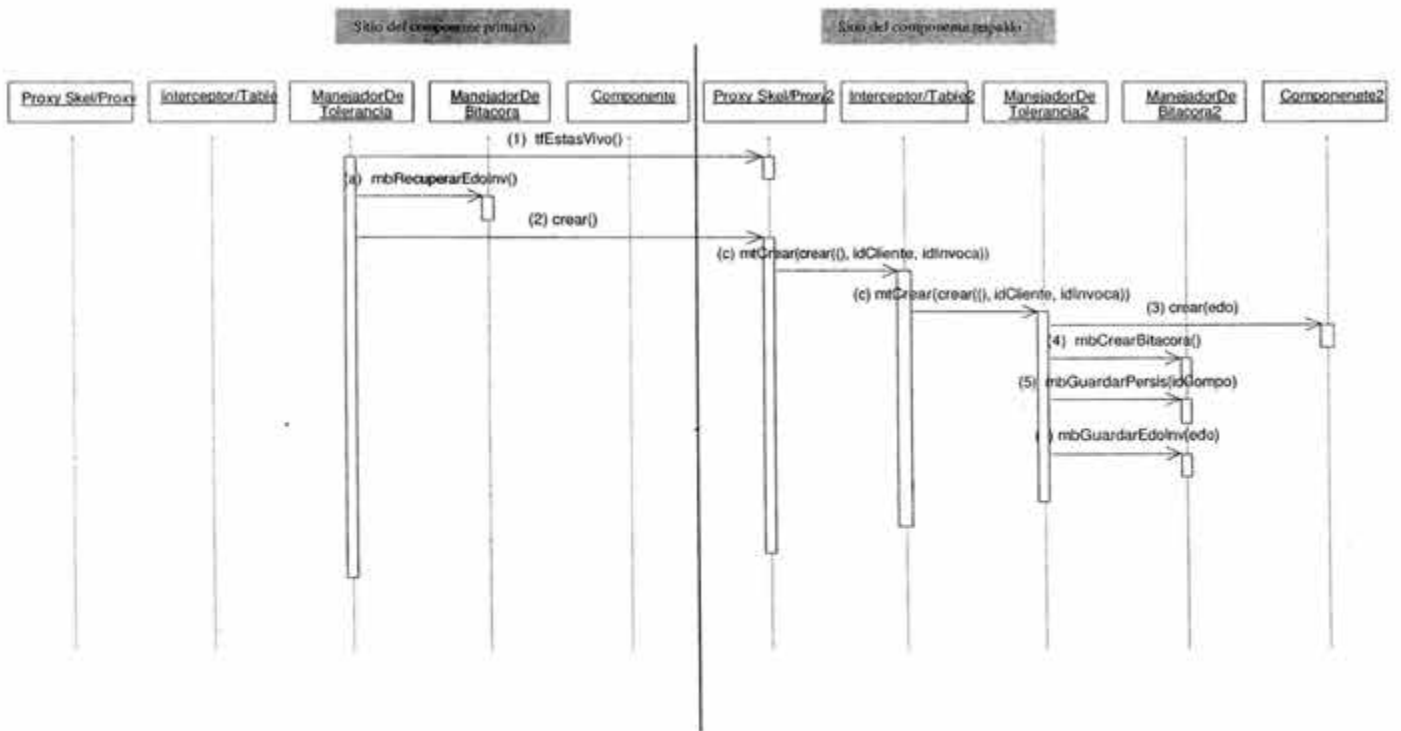 Sitio del componente primario
Sitio del componente respaldo
Proxy Skel/Proxy
Interceptor/Table
ManejadorDe
Tolerancia
ManejadorDe
Bitacora
Componente
Proxy Skel/Proxy2
Interceptor/Table2
ManejadorDe
Tolerancia2
ManejadorDe
Bitacora2
Componenete2
(1) tfEstasVivo()
(a) mbRecuperarEdoInv()
(2) crear()
(c) mtCrear(crear((), idCliente, idInvoca))
(c) mtCrear(crear((), idCliente, idInvoca))
(3) crear(edo)
(4) mbCrearBitacora()
(5) mbGuardarPersis(idCompo)
) mbGuardarEdoInv(edo)